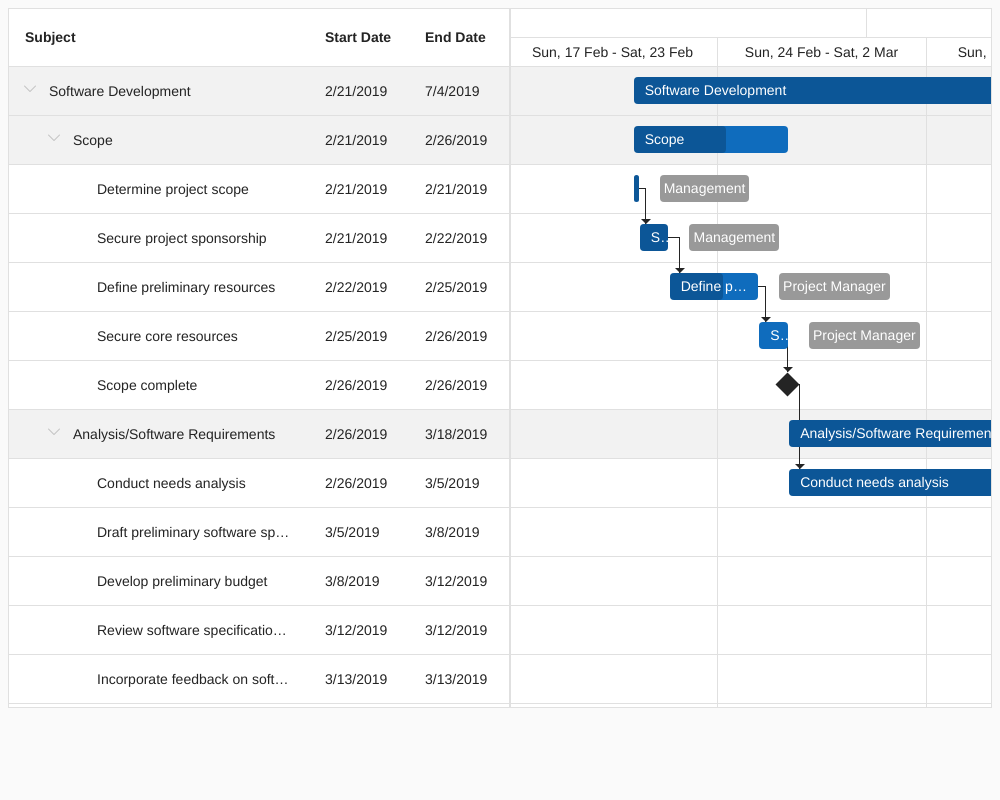 Subject Start Date End Date
Sun, 17 Feb - Sat, 23 Feb Sun, 24 Feb - Sat, 2 Mar Sun,
Software Development 2/21/2019 7/4/2019 Software Development
Scope 2/21/2019 2/26/2019 Scope
Determine project scope 2/21/2019 2/21/2019 Management
Secure project sponsorship 2/21/2019 2/22/2019 S... Management
Define preliminary resources 2/22/2019 2/25/2019 Define p... Project Manager
Secure core resources 2/25/2019 2/26/2019 S... Project Manager
Scope complete 2/26/2019 2/26/2019
Analysis/Software Requirements 2/26/2019 3/18/2019 Analysis/Software Requiremen
Conduct needs analysis 2/26/2019 3/5/2019 Conduct needs analysis
Draft preliminary software sp... 3/5/2019 3/8/2019
Develop preliminary budget 3/8/2019 3/12/2019
Review software specificatio... 3/12/2019 3/12/2019
Incorporate feedback on soft... 3/13/2019 3/13/2019